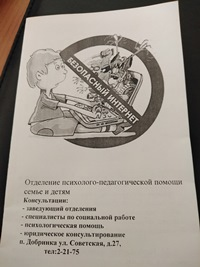 БЕЗОПАСНЫЙ ИНТЕРНЕТ
Отделение психолого-педагогической помощи
семье и детям
Консультации:
- заведующий отделения
- специалисты по социальной работе
- психологическая помощь
- юридическое консультирование
п. Добринка ул. Советская, д.27,
тел:2-21-75